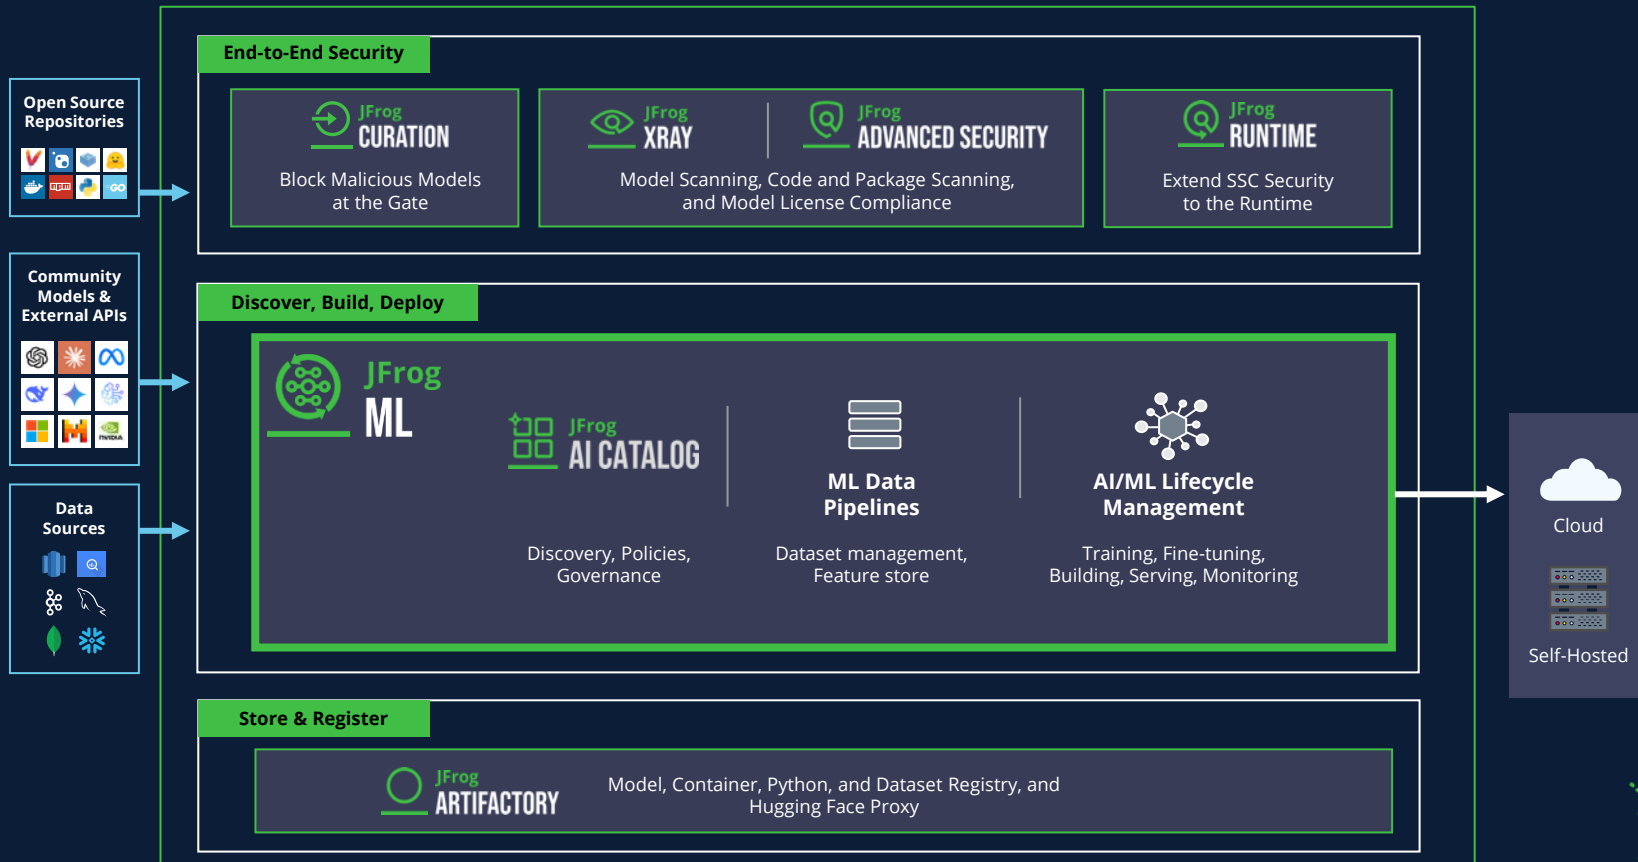 End-to-End Security
Open Source
Repositories
npm
GO
JFrog
CURATION
Block Malicious Models
at the Gate
JFrog
XRAY
JFrog
ADVANCED SECURITY
Model Scanning, Code and Package Scanning,
and Model License Compliance
JFrog
RUNTIME
Extend SSC Security
to the Runtime
Community
Models &
External APIs
NVIDIA
Data
Sources
Discover, Build, Deploy
JFrog
ML
JFrog
AI CATALOG
Discovery, Policies,
Governance
ML Data
Pipelines
Dataset management,
Feature store
AI/ML Lifecycle
Management
Training, Fine-tuning,
Building, Serving, Monitoring
Cloud
Self-Hosted
Store & Register
JFrog
ARTIFACTORY
Model, Container, Python, and Dataset Registry, and
Hugging Face Proxy